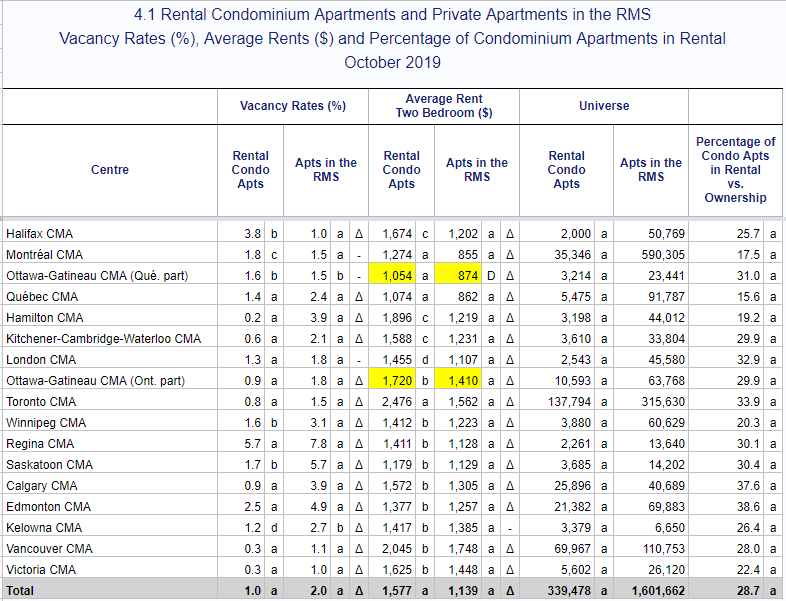 4.1 Rental Condominium Apartments and Private Apartments in the RMS
Vacancy Rates (%), Average Rents ($) and Percentage of Condominium Apartments in Rental
October 2019
Vacancy Rates (%) Average Rent Two Bedroom ($) Universe
Centre Rental Condo Apts Apts in the RMS Rental Condo Apts Apts in the RMS Rental Condo Apts Apts in the RMS Percentage of Condo Apts in Rental vs. Ownership
Halifax CMA 3.8 b 1.0 a Δ 1,674 c 1,202 a Δ 2,000 a 50,769 25.7 a
Montréal CMA 1.8 c 1.5 a - 1,274 a 855 a Δ 35,346 a 590,305 17.5 a
Ottawa-Gatineau CMA (Qué. part) 1.6 b 1.5 b - 1,054 a 874 D Δ 3,214 a 23,441 31.0 a
Québec CMA 1.4 a 2.4 a Δ 1,074 a 862 a Δ 5,475 a 91,787 15.6 a
Hamilton CMA 0.2 a 3.9 a Δ 1,896 c 1,219 a Δ 3,198 a 44,012 19.2 a
Kitchener-Cambridge-Waterloo CMA 0.6 a 2.1 a Δ 1,588 c 1,231 a Δ 3,610 a 33,804 29.9 a
London CMA 1.3 a 1.8 a - 1,455 d 1,107 a Δ 2,543 a 45,580 32.9 a
Ottawa-Gatineau CMA (Ont. part) 0.9 a 1.8 a Δ 1,720 b 1,410 a Δ 10,593 a 63,768 29.9 a
Toronto CMA 0.8 a 1.5 a Δ 2,476 a 1,562 a Δ 137,794 a 315,630 33.9 a
Winnipeg CMA 1.6 b 3.1 a Δ 1,412 b 1,223 a Δ 3,880 a 60,629 20.3 a
Regina CMA 5.7 a 7.8 a Δ 1,411 b 1,128 a Δ 2,261 a 13,640 30.1 a
Saskatoon CMA 1.7 b 5.7 a Δ 1,179 b 1,129 a Δ 3,685 a 14,202 30.4 a
Calgary CMA 0.9 a 3.9 a Δ 1,572 b 1,305 a Δ 25,896 a 40,689 37.6 a
Edmonton CMA 2.5 a 4.9 a Δ 1,377 b 1,257 a Δ 21,382 a 69,883 38.6 a
Kelowna CMA 1.2 d 2.7 b Δ 1,417 b 1,385 a - 3,379 a 6,650 26.4 a
Vancouver CMA 0.3 a 1.1 a Δ 2,045 b 1,748 a Δ 69,967 a 110,753 28.0 a
Victoria CMA 0.3 a 1.0 a Δ 1,625 b 1,448 a Δ 5,602 a 26,120 22.4 a
Total 1.0 a 2.0 a Δ 1,577 a 1,139 a Δ 339,478 a 1,601,662 28.7 a